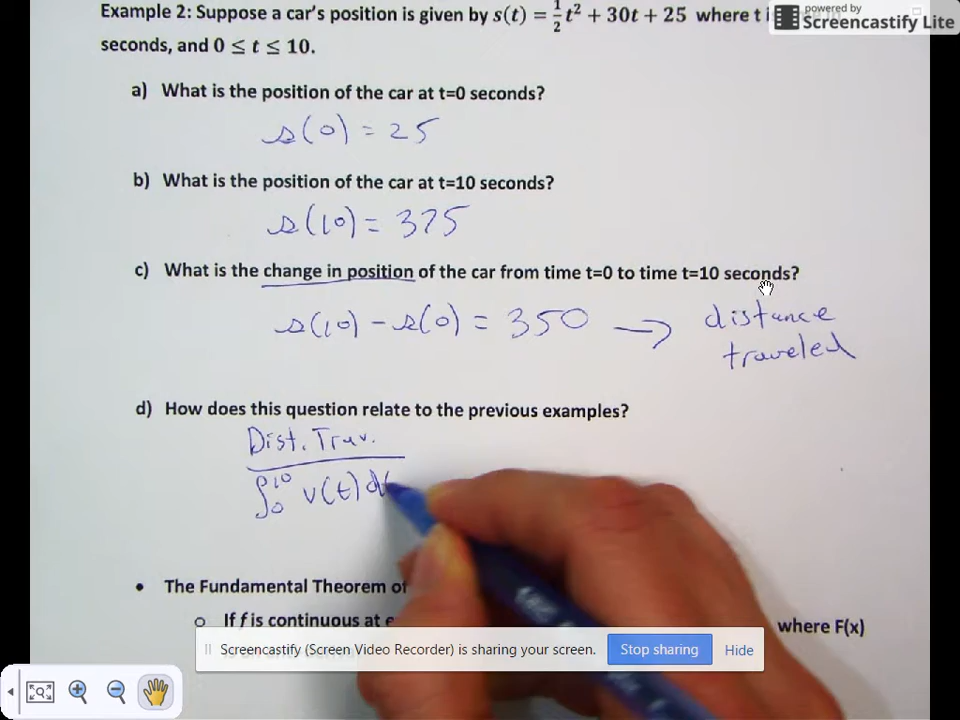 Example 2: Suppose a car's position is given by s(t) = ½t² + 30t + 25 where t i
powered by
Screencastify Lite
seconds, and 0 ≤ t ≤ 10.
a) What is the position of the car at t=0 seconds?
s(0) = 25
b) What is the position of the car at t=10 seconds?
s(10) = 375
c) What is the change in position of the car from time t=0 to time t=10 seconds?
s(10) - s(0) = 350 → distance
traveled
d) How does this question relate to the previous examples?
Dist. Trav.
∫₀¹⁰ v(t) d
• The Fundamental Theorem of
o If f is continuous at e where F(x)
Screencastify (Screen Video Recorder) is sharing your screen. Stop sharing Hide